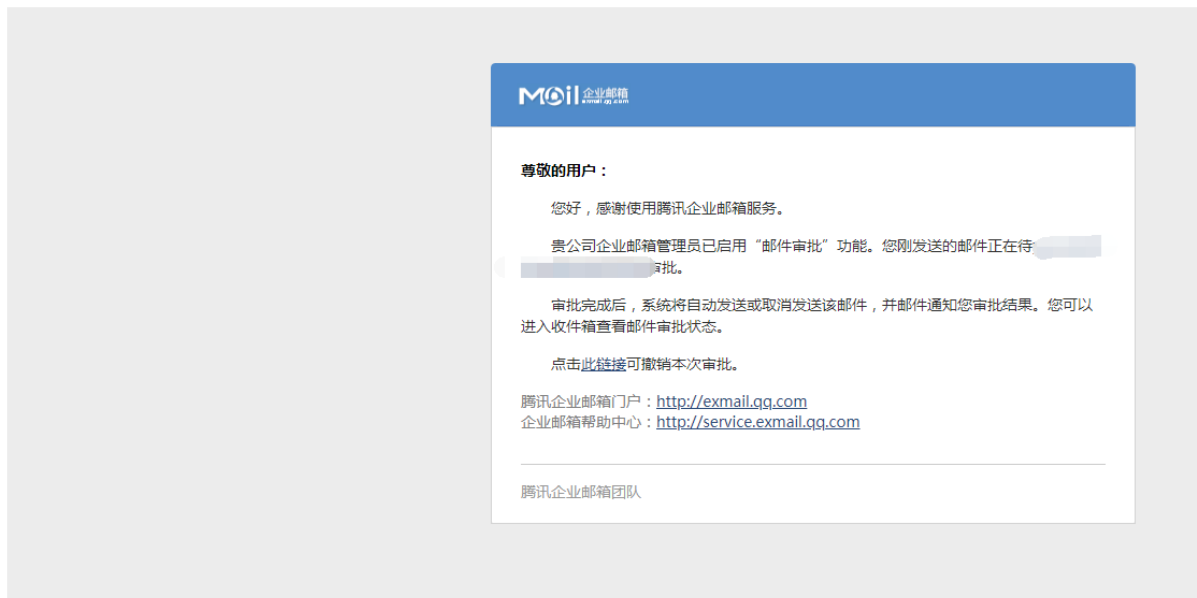 Mail 企业邮箱
exmail.qq.com
尊敬的用户：
您好，感谢使用腾讯企业邮箱服务。
贵公司企业邮箱管理员已启用“邮件审批”功能。您刚发送的邮件正在待
审批。
审批完成后，系统将自动发送或取消发送该邮件，并邮件通知您审批结果。您可以
进入收件箱查看邮件审批状态。
点击此链接可撤销本次审批。
腾讯企业邮箱门户：http://exmail.qq.com
企业邮箱帮助中心：http://service.exmail.qq.com
腾讯企业邮箱团队